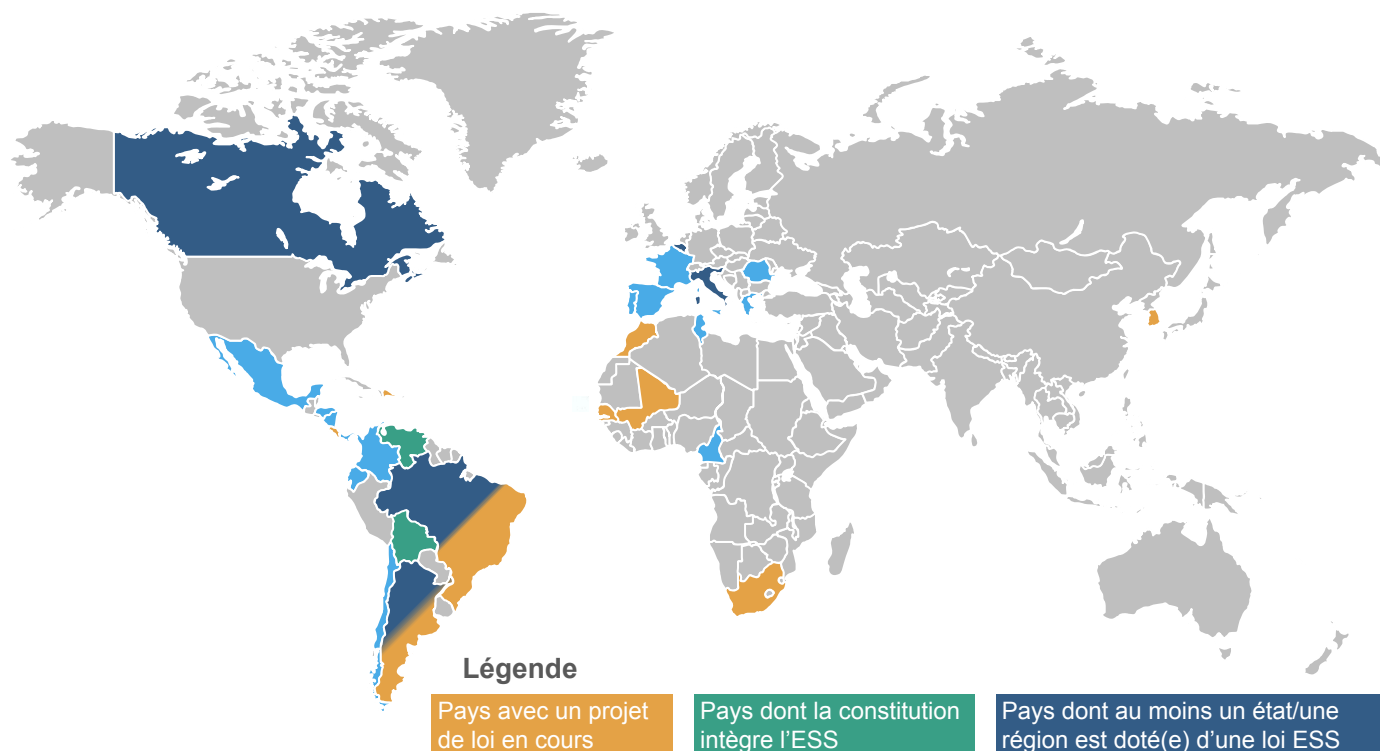 Légende
Pays avec un projet
de loi en cours
Pays dont la constitution
intègre l’ESS
Pays dont au moins un état/une
région est doté(e) d’une loi ESS